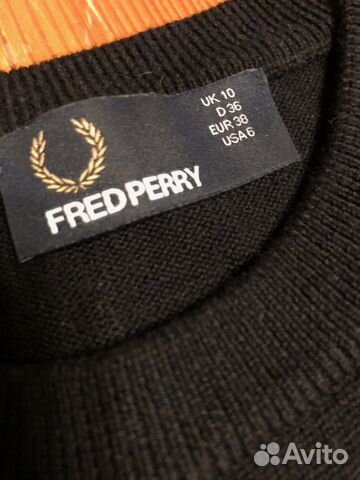 UK 10
D 36
EUR 38
USA 6
FRED PERRY
Avito